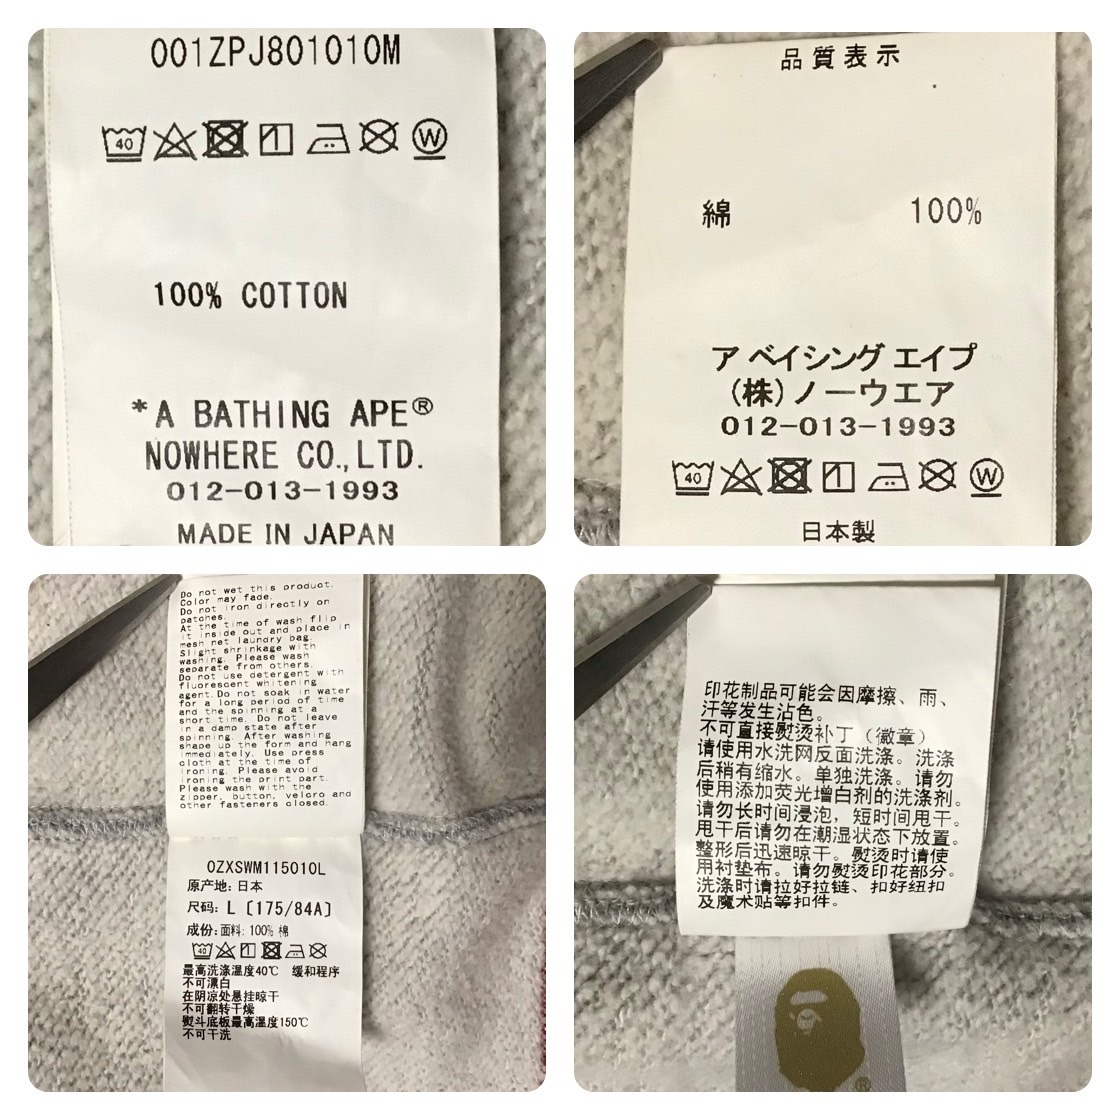 001ZPJ801010M
40
W
100% COTTON
*A BATHING APE®
NOWHERE CO.,LTD.
012-013-1993
MADE IN JAPAN
品質表示
綿 100%
ア ベイシング エイプ
(株)ノーウエア
012-013-1993
40
W
日本製
Do not wet this product.
Color may fade.
Do not iron directly on
patches.
At the time of wash flip
it inside out and place in
mesh net laundry bag.
Slight shrinkage with
washing. Please wash
separate from others.
Do not use detergent with
fluorescent whitening
agent.Do not soak in water
for a long period of time
and the spinning at a
short time. Do not leave
in a damp state after
spinning. After washing
shape up the form and hang
immediately. Use press
cloth at the time of
ironing. Please avoid
ironing the print part.
Please wash with the
zipper, button, velcro and
other fasteners closed.
0ZXSWM115010L
原产地: 日本
尺码: L [175/84A]
成份: 面料: 100% 棉
40
最高洗涤温度40℃ 缓和程序
不可漂白
在阴凉处悬挂晾干
不可翻转干燥
熨斗底板最高温度150℃
不可干洗
印花制品可能会因摩擦、雨、
汗等发生沾色。
不可直接熨烫补丁（徽章）
请使用水洗网反面洗涤。洗涤
后稍有缩水。单独洗涤。请勿
使用添加荧光增白剂的洗涤剂。
请勿长时间浸泡，短时间甩干。
甩干后请勿在潮湿状态下放置。
整形后迅速晾干。熨烫时请使
用衬垫布。请勿熨烫印花部分。
洗涤时请拉好拉链、扣好纽扣
及魔术贴等扣件。
®